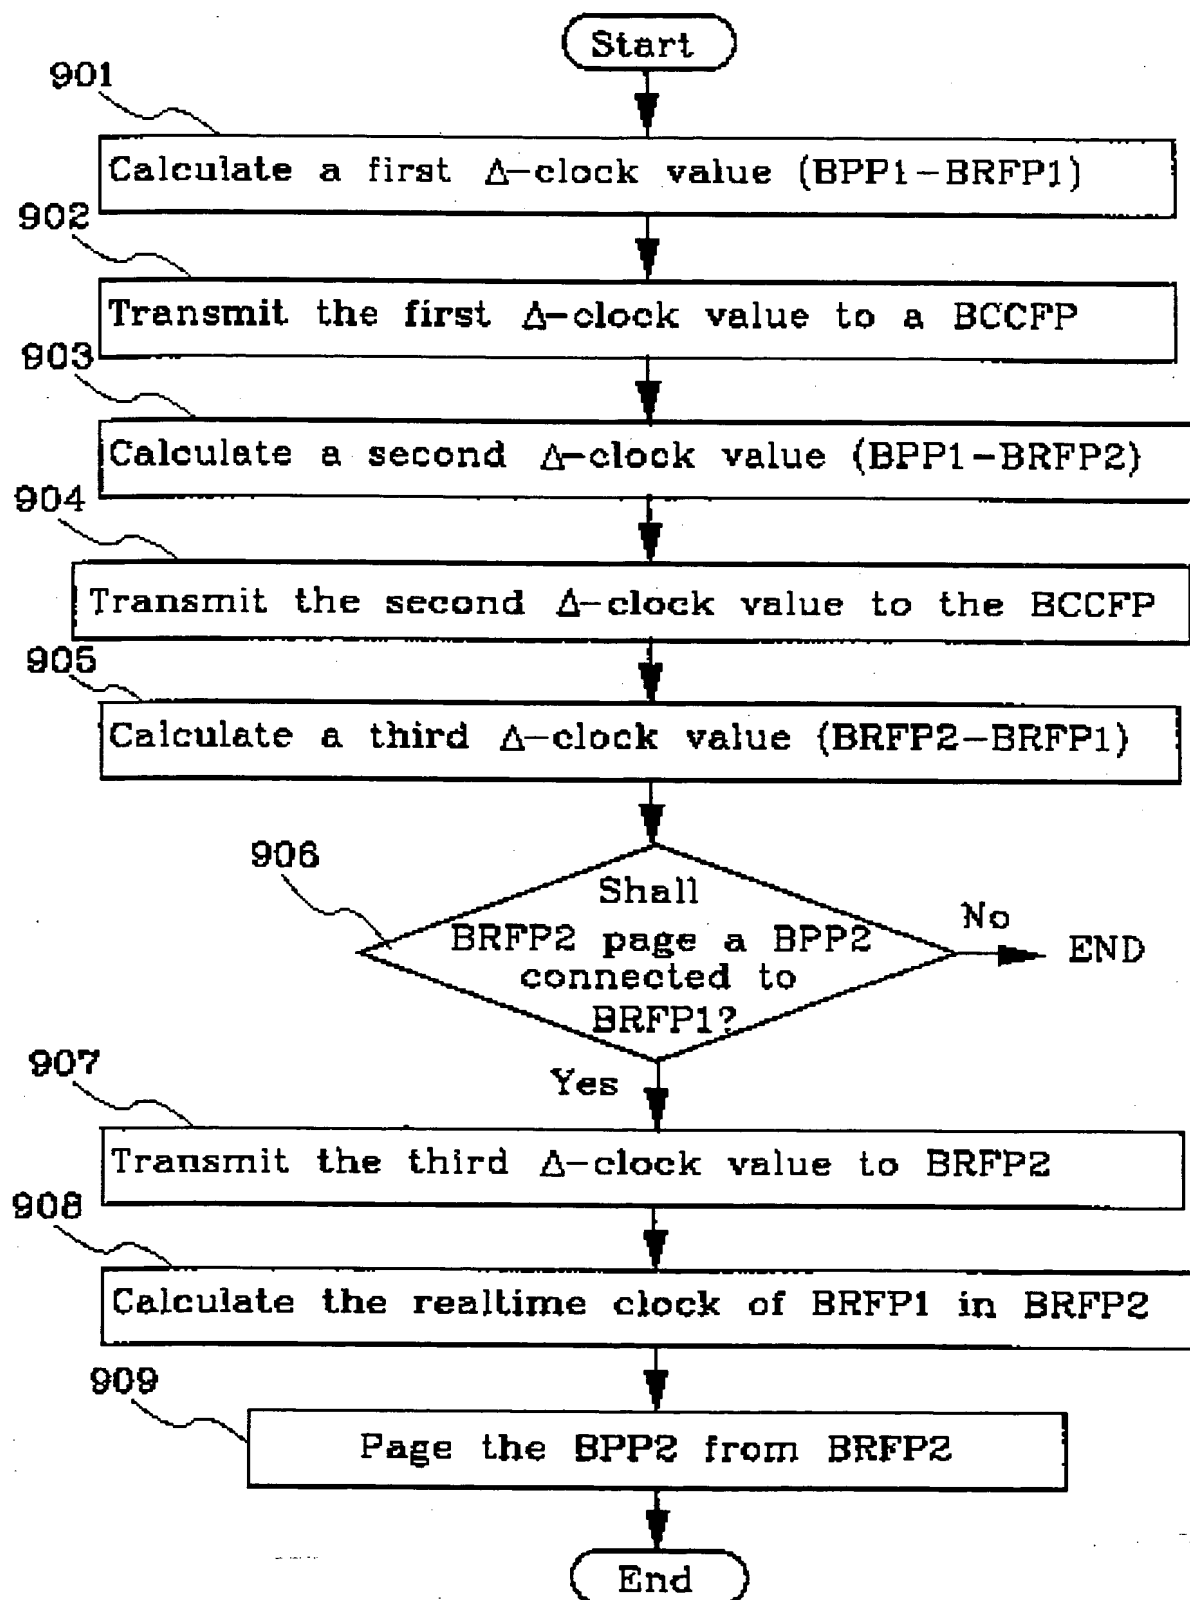 Start
901
Calculate a first Δ-clock value (BPP1-BRFP1)
902
Transmit the first Δ-clock value to a BCCFP
903
Calculate a second Δ-clock value (BPP1-BRFP2)
904
Transmit the second Δ-clock value to the BCCFP
905
Calculate a third Δ-clock value (BRFP2-BRFP1)
906
Shall
BRFP2 page a BPP2
connected to
BRFP1?
No
END
Yes
907
Transmit the third Δ-clock value to BRFP2
908
Calculate the realtime clock of BRFP1 in BRFP2
909
Page the BPP2 from BRFP2
End